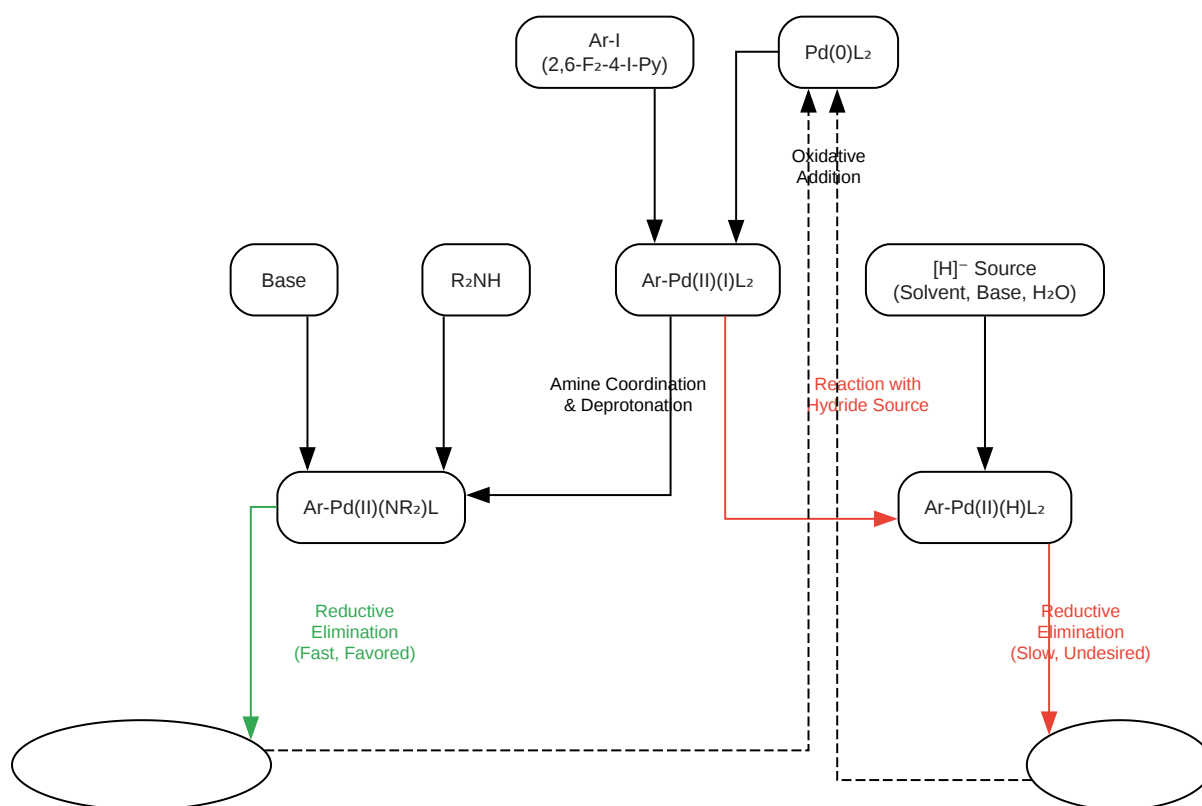 Ar-I
(2,6-F₂-4-I-Py)
Pd(0)L₂
Oxidative
Addition
Base
R₂NH
Ar-Pd(II)(I)L₂
[H]⁻ Source
(Solvent, Base, H₂O)
Amine Coordination
& Deprotonation
Reaction with
Hydride Source
Ar-Pd(II)(NR₂)L
Ar-Pd(II)(H)L₂
Reductive
Elimination
(Fast, Favored)
Reductive
Elimination
(Slow, Undesired)